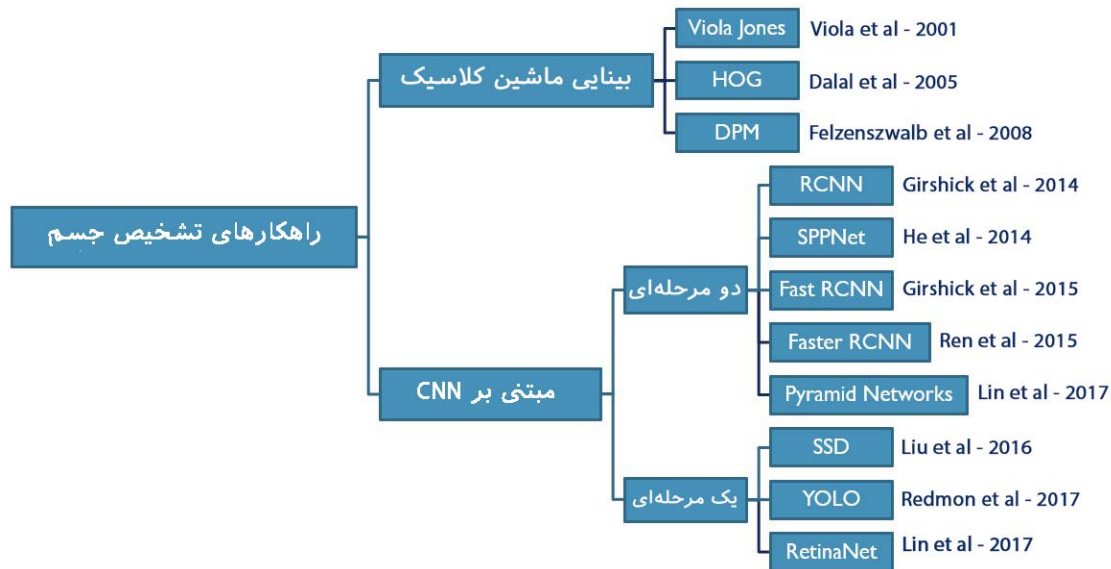 راهکارهای تشخیص جسم
بینایی ماشین کلاسیک
Viola Jones Viola et al - 2001
HOG Dalal et al - 2005
DPM Felzenszwalb et al - 2008
مبتنی بر CNN
دو مرحله‌ای
RCNN Girshick et al - 2014
SPPNet He et al - 2014
Fast RCNN Girshick et al - 2015
Faster RCNN Ren et al - 2015
Pyramid Networks Lin et al - 2017
یک مرحله‌ای
SSD Liu et al - 2016
YOLO Redmon et al - 2017
RetinaNet Lin et al - 2017